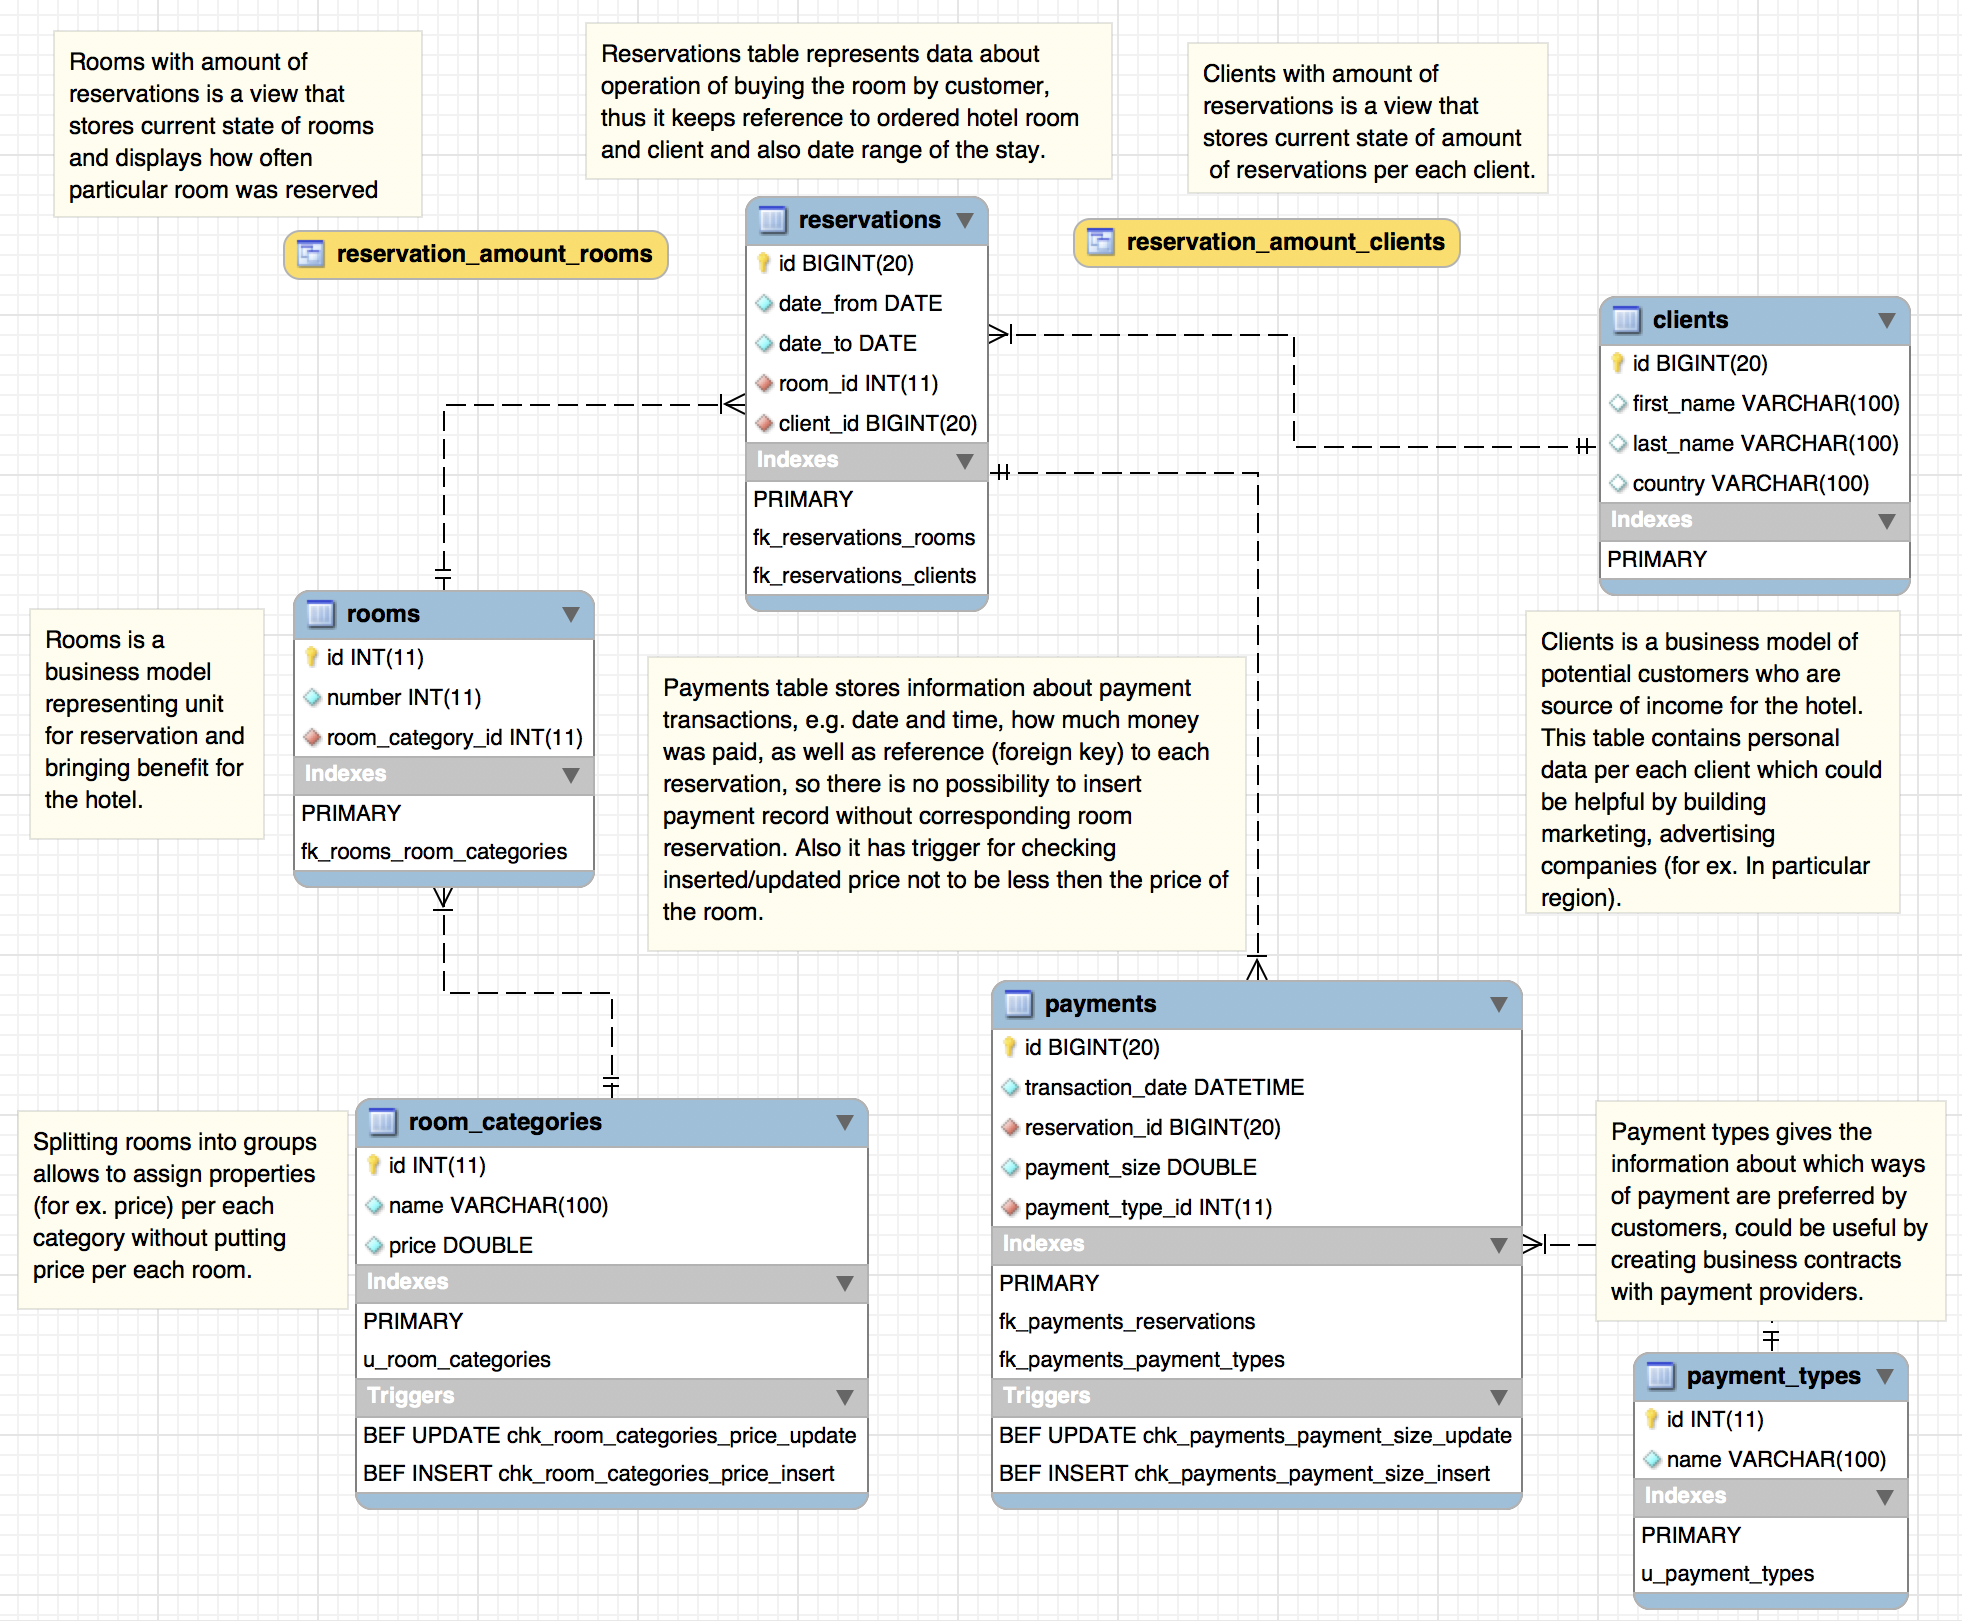 Rooms with amount of
reservations is a view that
stores current state of rooms
and displays how often
particular room was reserved
Reservations table represents data about
operation of buying the room by customer,
thus it keeps reference to ordered hotel room
and client and also date range of the stay.
Clients with amount of
reservations is a view that
stores current state of amount
of reservations per each client.
reservation_amount_rooms
reservations
id BIGINT(20)
date_from DATE
date_to DATE
room_id INT(11)
client_id BIGINT(20)
Indexes
PRIMARY
fk_reservations_rooms
fk_reservations_clients
reservation_amount_clients
clients
id BIGINT(20)
first_name VARCHAR(100)
last_name VARCHAR(100)
country VARCHAR(100)
Indexes
PRIMARY
Rooms is a
business model
representing unit
for reservation and
bringing benefit for
the hotel.
rooms
id INT(11)
number INT(11)
room_category_id INT(11)
Indexes
PRIMARY
fk_rooms_room_categories
Payments table stores information about payment
transactions, e.g. date and time, how much money
was paid, as well as reference (foreign key) to each
reservation, so there is no possibility to insert
payment record without corresponding room
reservation. Also it has trigger for checking
inserted/updated price not to be less then the price of
the room.
Clients is a business model of
potential customers who are
source of income for the hotel.
This table contains personal
data per each client which could
be helpful by building
marketing, advertising
companies (for ex. In particular
region).
Splitting rooms into groups
allows to assign properties
(for ex. price) per each
category without putting
price per each room.
room_categories
id INT(11)
name VARCHAR(100)
price DOUBLE
Indexes
PRIMARY
u_room_categories
Triggers
BEF UPDATE chk_room_categories_price_update
BEF INSERT chk_room_categories_price_insert
payments
id BIGINT(20)
transaction_date DATETIME
reservation_id BIGINT(20)
payment_size DOUBLE
payment_type_id INT(11)
Indexes
PRIMARY
fk_payments_reservations
fk_payments_payment_types
Triggers
BEF UPDATE chk_payments_payment_size_update
BEF INSERT chk_payments_payment_size_insert
Payment types gives the
information about which ways
of payment are preferred by
customers, could be useful by
creating business contracts
with payment providers.
payment_types
id INT(11)
name VARCHAR(100)
Indexes
PRIMARY
u_payment_types